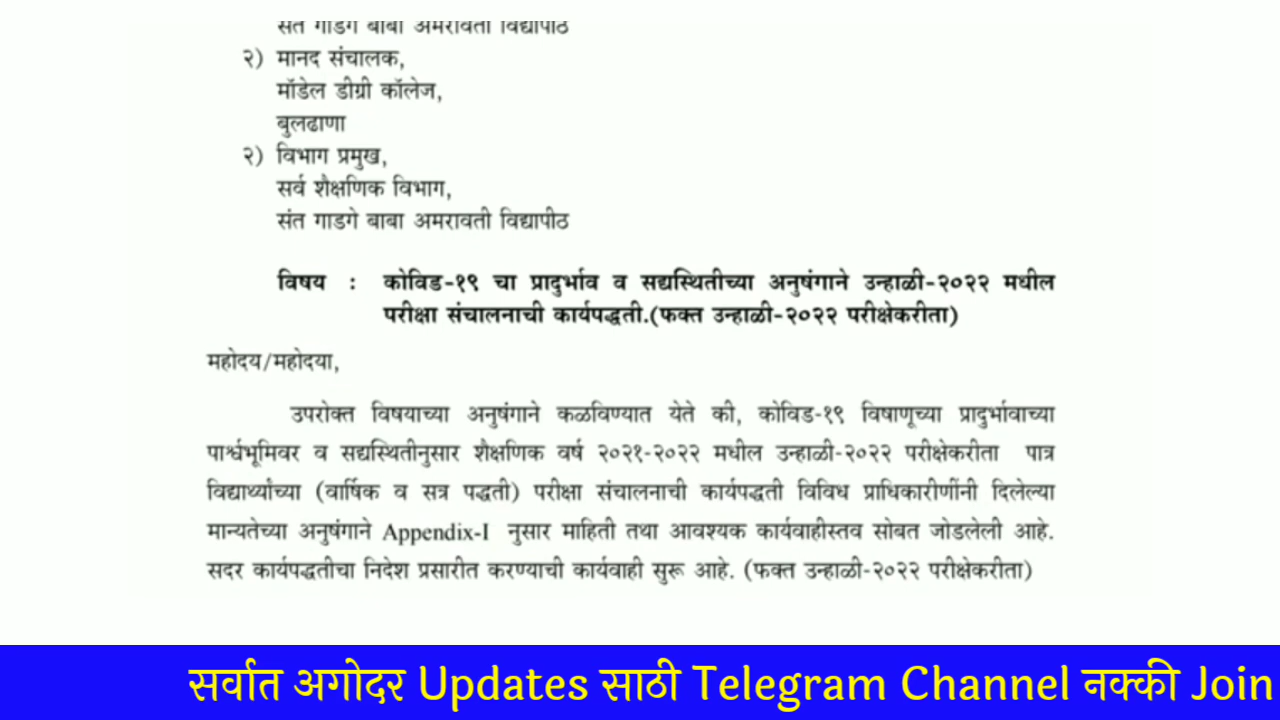 संत गाडगे बाबा अमरावती विद्यापीठ
२) मानद संचालक,
मॉडेल डीग्री कॉलेज,
बुलढाणा
२) विभाग प्रमुख,
सर्व शैक्षणिक विभाग,
संत गाडगे बाबा अमरावती विद्यापीठ
विषय : कोविड-१९ चा प्रादुर्भाव व सद्यस्थितीच्या अनुषंगाने उन्हाळी-२०२२ मधील
परीक्षा संचालनाची कार्यपद्धती.(फक्त उन्हाळी-२०२२ परीक्षेकरीता)
महोदय/महोदया,
उपरोक्त विषयाच्या अनुषंगाने कळविण्यात येते की, कोविड-१९ विषाणूच्या प्रादुर्भावाच्या
पार्श्वभूमिवर व सद्यस्थितीनुसार शैक्षणिक वर्ष २०२१-२०२२ मधील उन्हाळी-२०२२ परीक्षेकरीता पात्र
विद्यार्थ्यांच्या (वार्षिक व सत्र पद्धती) परीक्षा संचालनाची कार्यपद्धती विविध प्राधिकारीणींनी दिलेल्या
मान्यतेच्या अनुषंगाने Appendix-I नुसार माहिती तथा आवश्यक कार्यवाहीस्तव सोबत जोडलेली आहे.
सदर कार्यपद्धतीचा निदेश प्रसारीत करण्याची कार्यवाही सुरू आहे. (फक्त उन्हाळी-२०२२ परीक्षेकरीता)
सर्वात अगोदर Updates साठी Telegram Channel नक्की Join